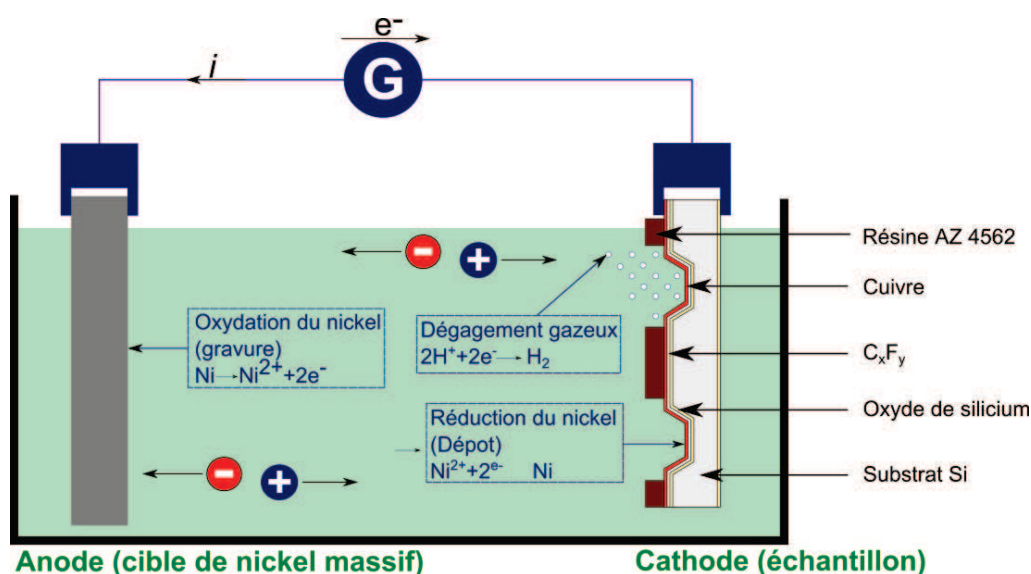 e-
i
G
Résine AZ 4562
Cuivre
CxFy
Oxyde de silicium
Substrat Si
Oxydation du nickel
(gravure)
Ni→Ni2++2e-
Dégagement gazeux
2H++2e-→H2
Réduction du nickel
(Dépot)
Ni2++2e- Ni
Anode (cible de nickel massif)
Cathode (échantillon)